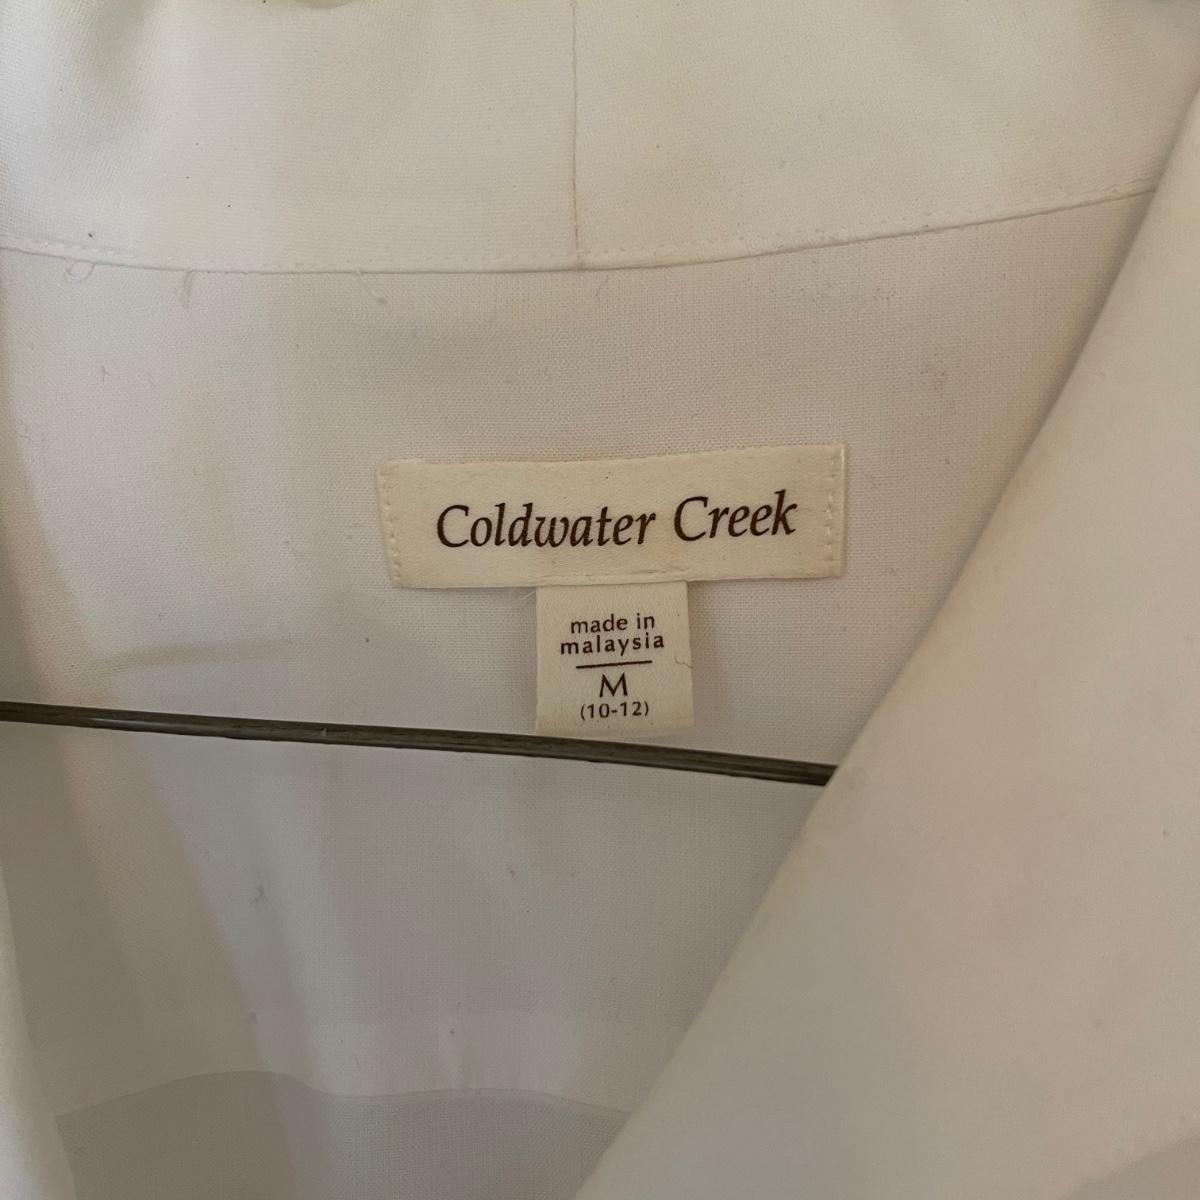 Coldwater Creek
made in
malaysia
M
(10-12)